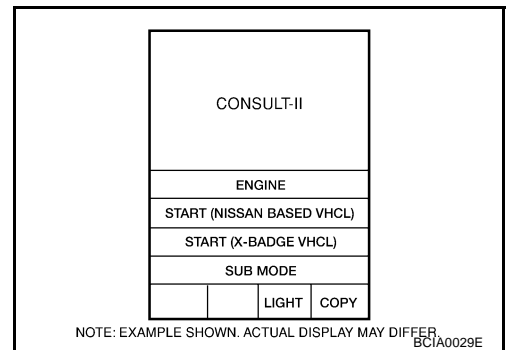 CONSULT-II
ENGINE
START (NISSAN BASED VHCL)
START (X-BADGE VHCL)
SUB MODE
LIGHT COPY
NOTE: EXAMPLE SHOWN. ACTUAL DISPLAY MAY DIFFER.
BCIA0029E